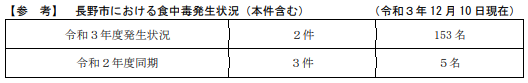 【参 考】 長野市における食中毒発生状況（本件含む） （令和３年12月10日現在）
令和３年度発生状況 ２件 153名
令和２年度同期 ３件 ５名